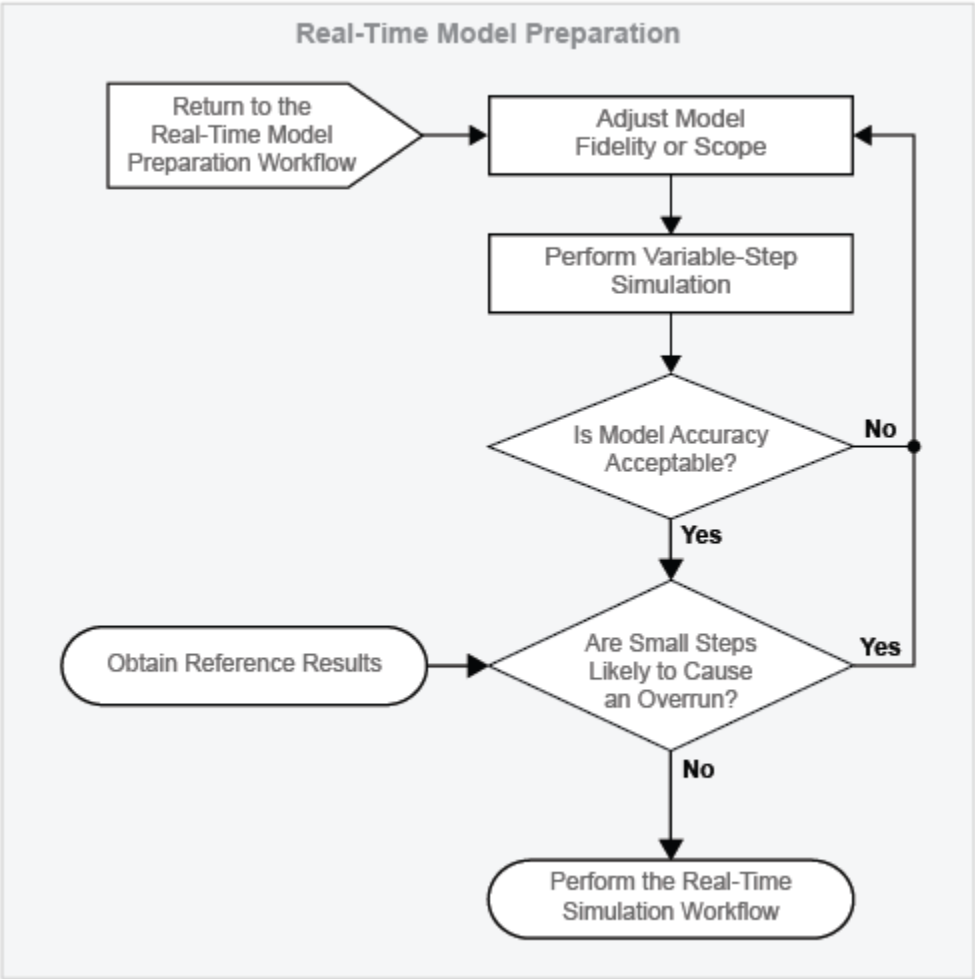 Real-Time Model Preparation
Return to the
Real-Time Model
Preparation Workflow
Adjust Model
Fidelity or Scope
Perform Variable-Step
Simulation
Is Model Accuracy
Acceptable?
No
Yes
Obtain Reference Results
Are Small Steps
Likely to Cause
an Overrun?
Yes
No
Perform the Real-Time
Simulation Workflow